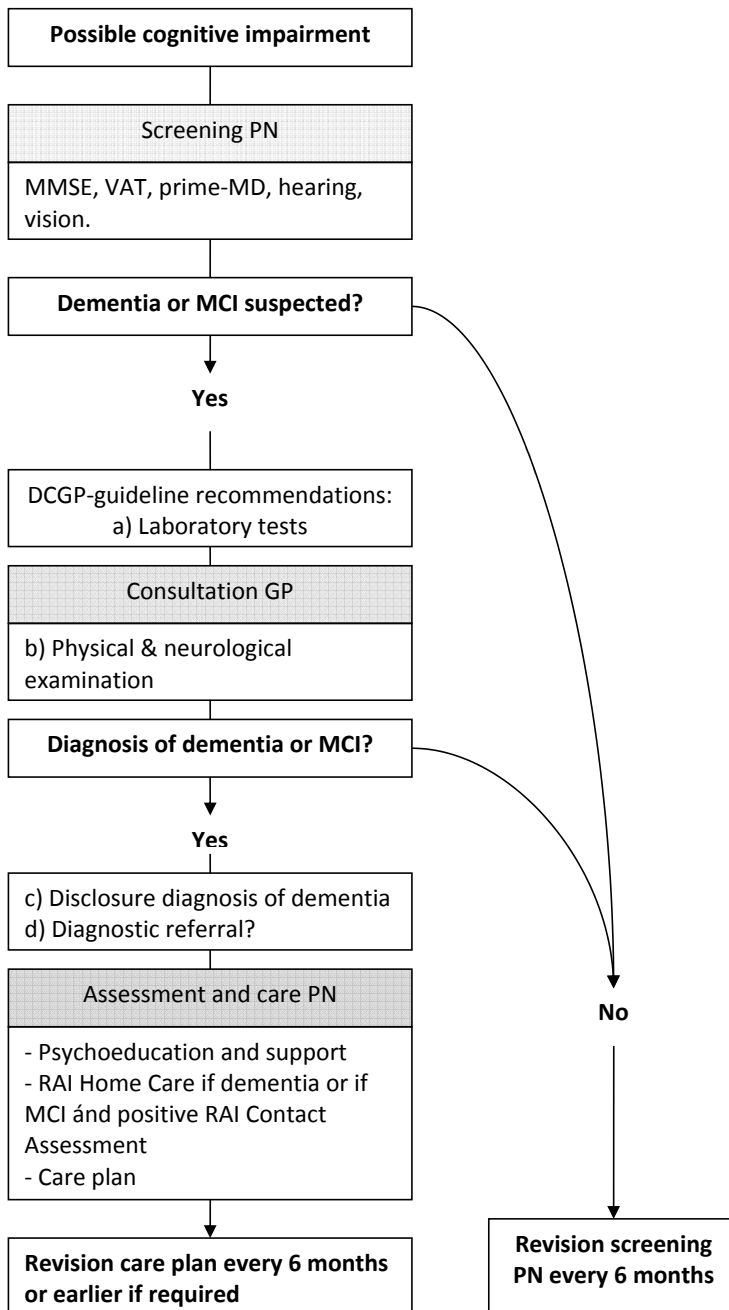 Possible cognitive impairment
Screening PN
MMSE, VAT, prime-MD, hearing,
vision.
Dementia or MCI suspected?
Yes
DCGP-guideline recommendations:
a) Laboratory tests
Consultation GP
b) Physical & neurological
examination
Diagnosis of dementia or MCI?
Yes
c) Disclosure diagnosis of dementia
d) Diagnostic referral?
Assessment and care PN
- Psychoeducation and support
- RAI Home Care if dementia or if
MCI ánd positive RAI Contact
Assessment
- Care plan
Revision care plan every 6 months
or earlier if required
No
Revision screening
PN every 6 months